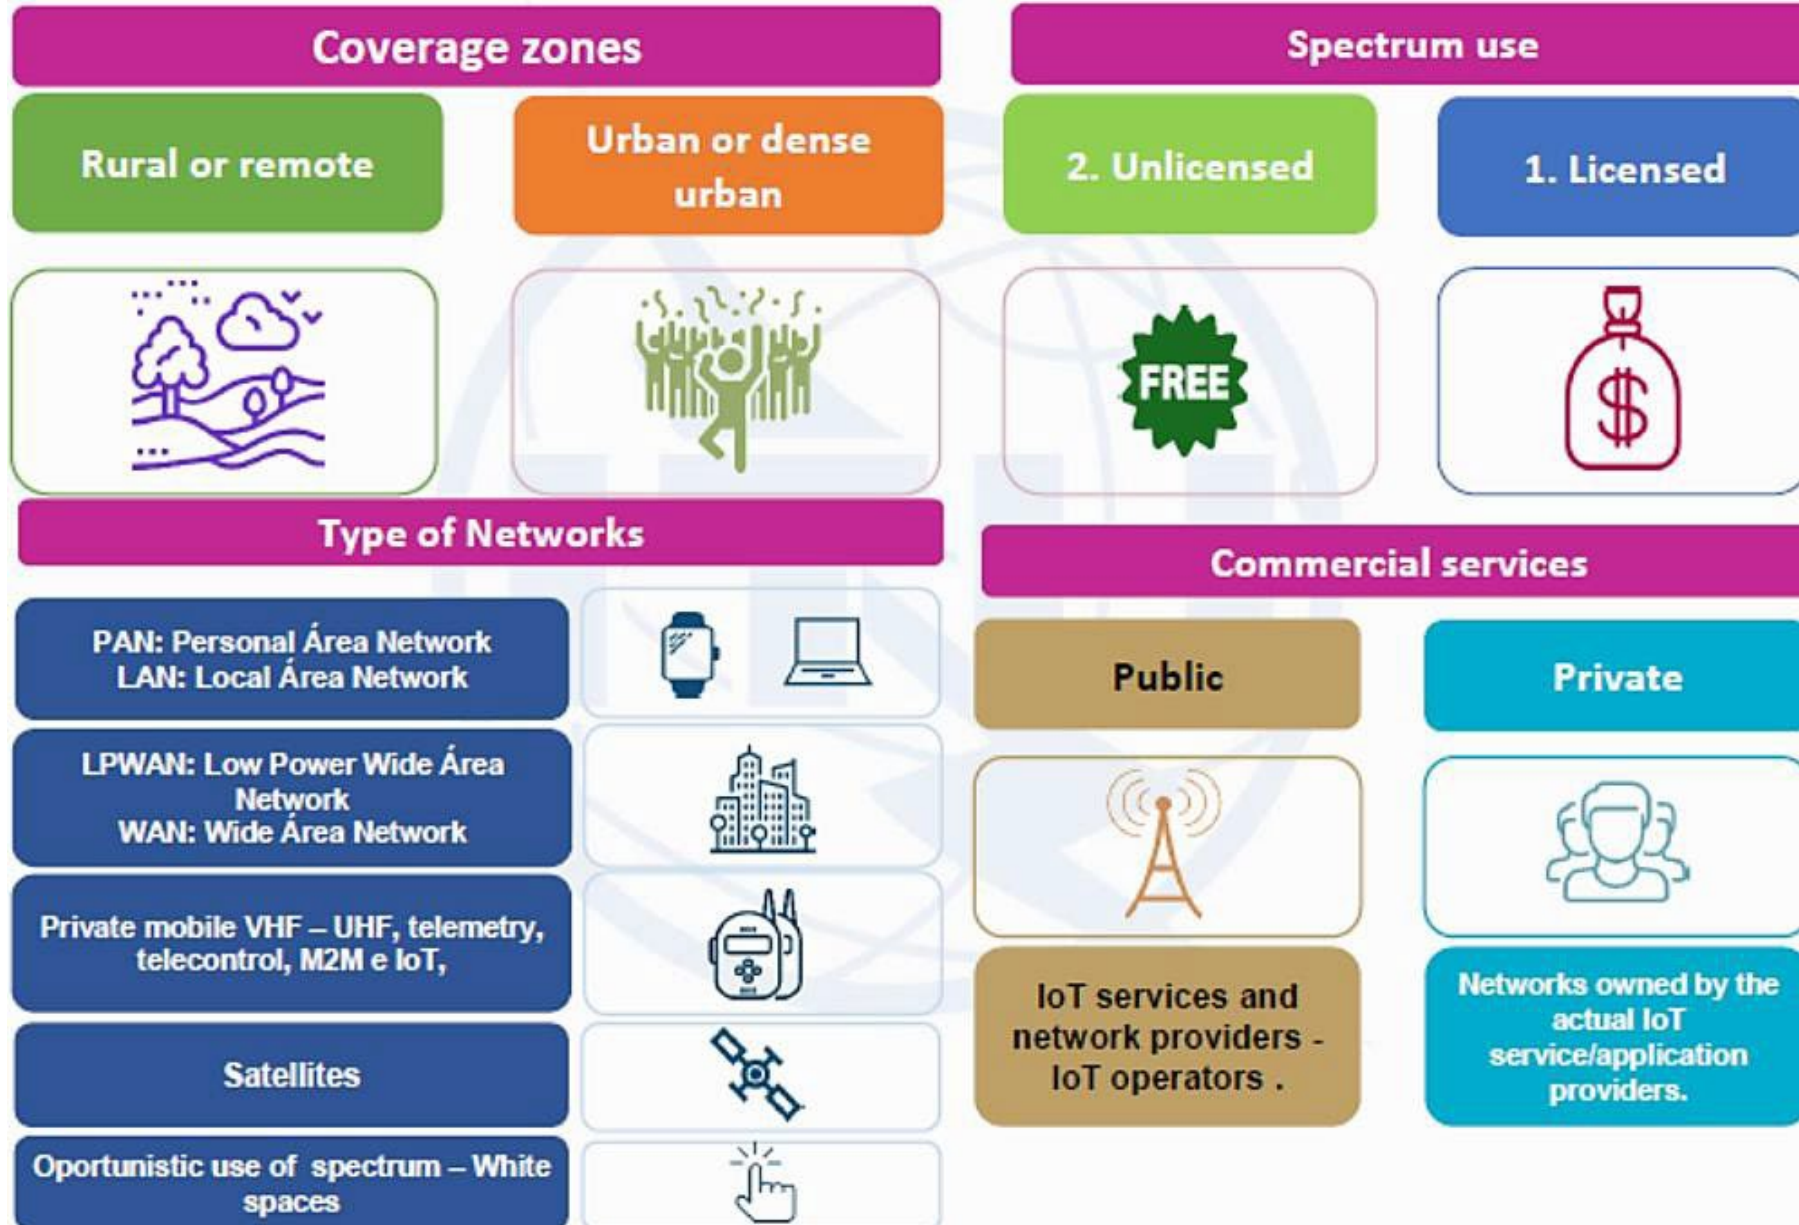 Coverage zones
Rural or remote
Urban or dense
urban
Spectrum use
2. Unlicensed
1. Licensed
FREE
$
Type of Networks
PAN: Personal Área Network
LAN: Local Área Network
LPWAN: Low Power Wide Área
Network
WAN: Wide Área Network
Private mobile VHF – UHF, telemetry,
telecontrol, M2M e IoT,
Satellites
Oportunistic use of spectrum – White
spaces
Commercial services
Public
Private
IoT services and
network providers -
IoT operators .
Networks owned by the
actual IoT
service/application
providers.